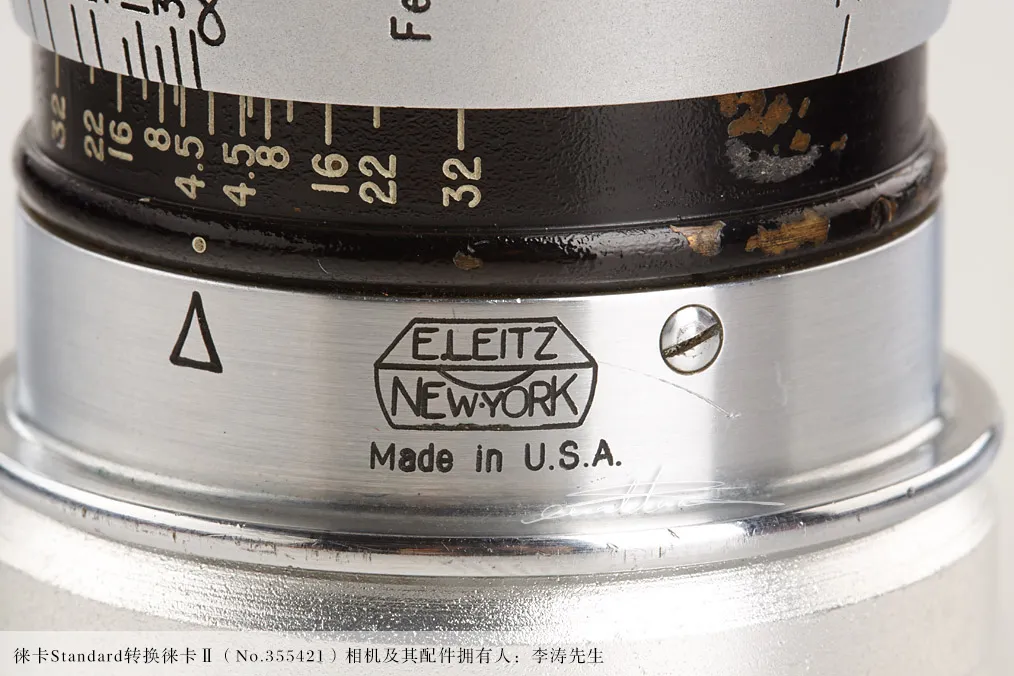 Fe
32 22 16 8 4.5 4.5 8 16 22 32
E.LEITZ
NEW·YORK
Made in U.S.A.
徕卡Standard转换徕卡Ⅱ（No.355421）相机及其配件拥有人：李涛先生